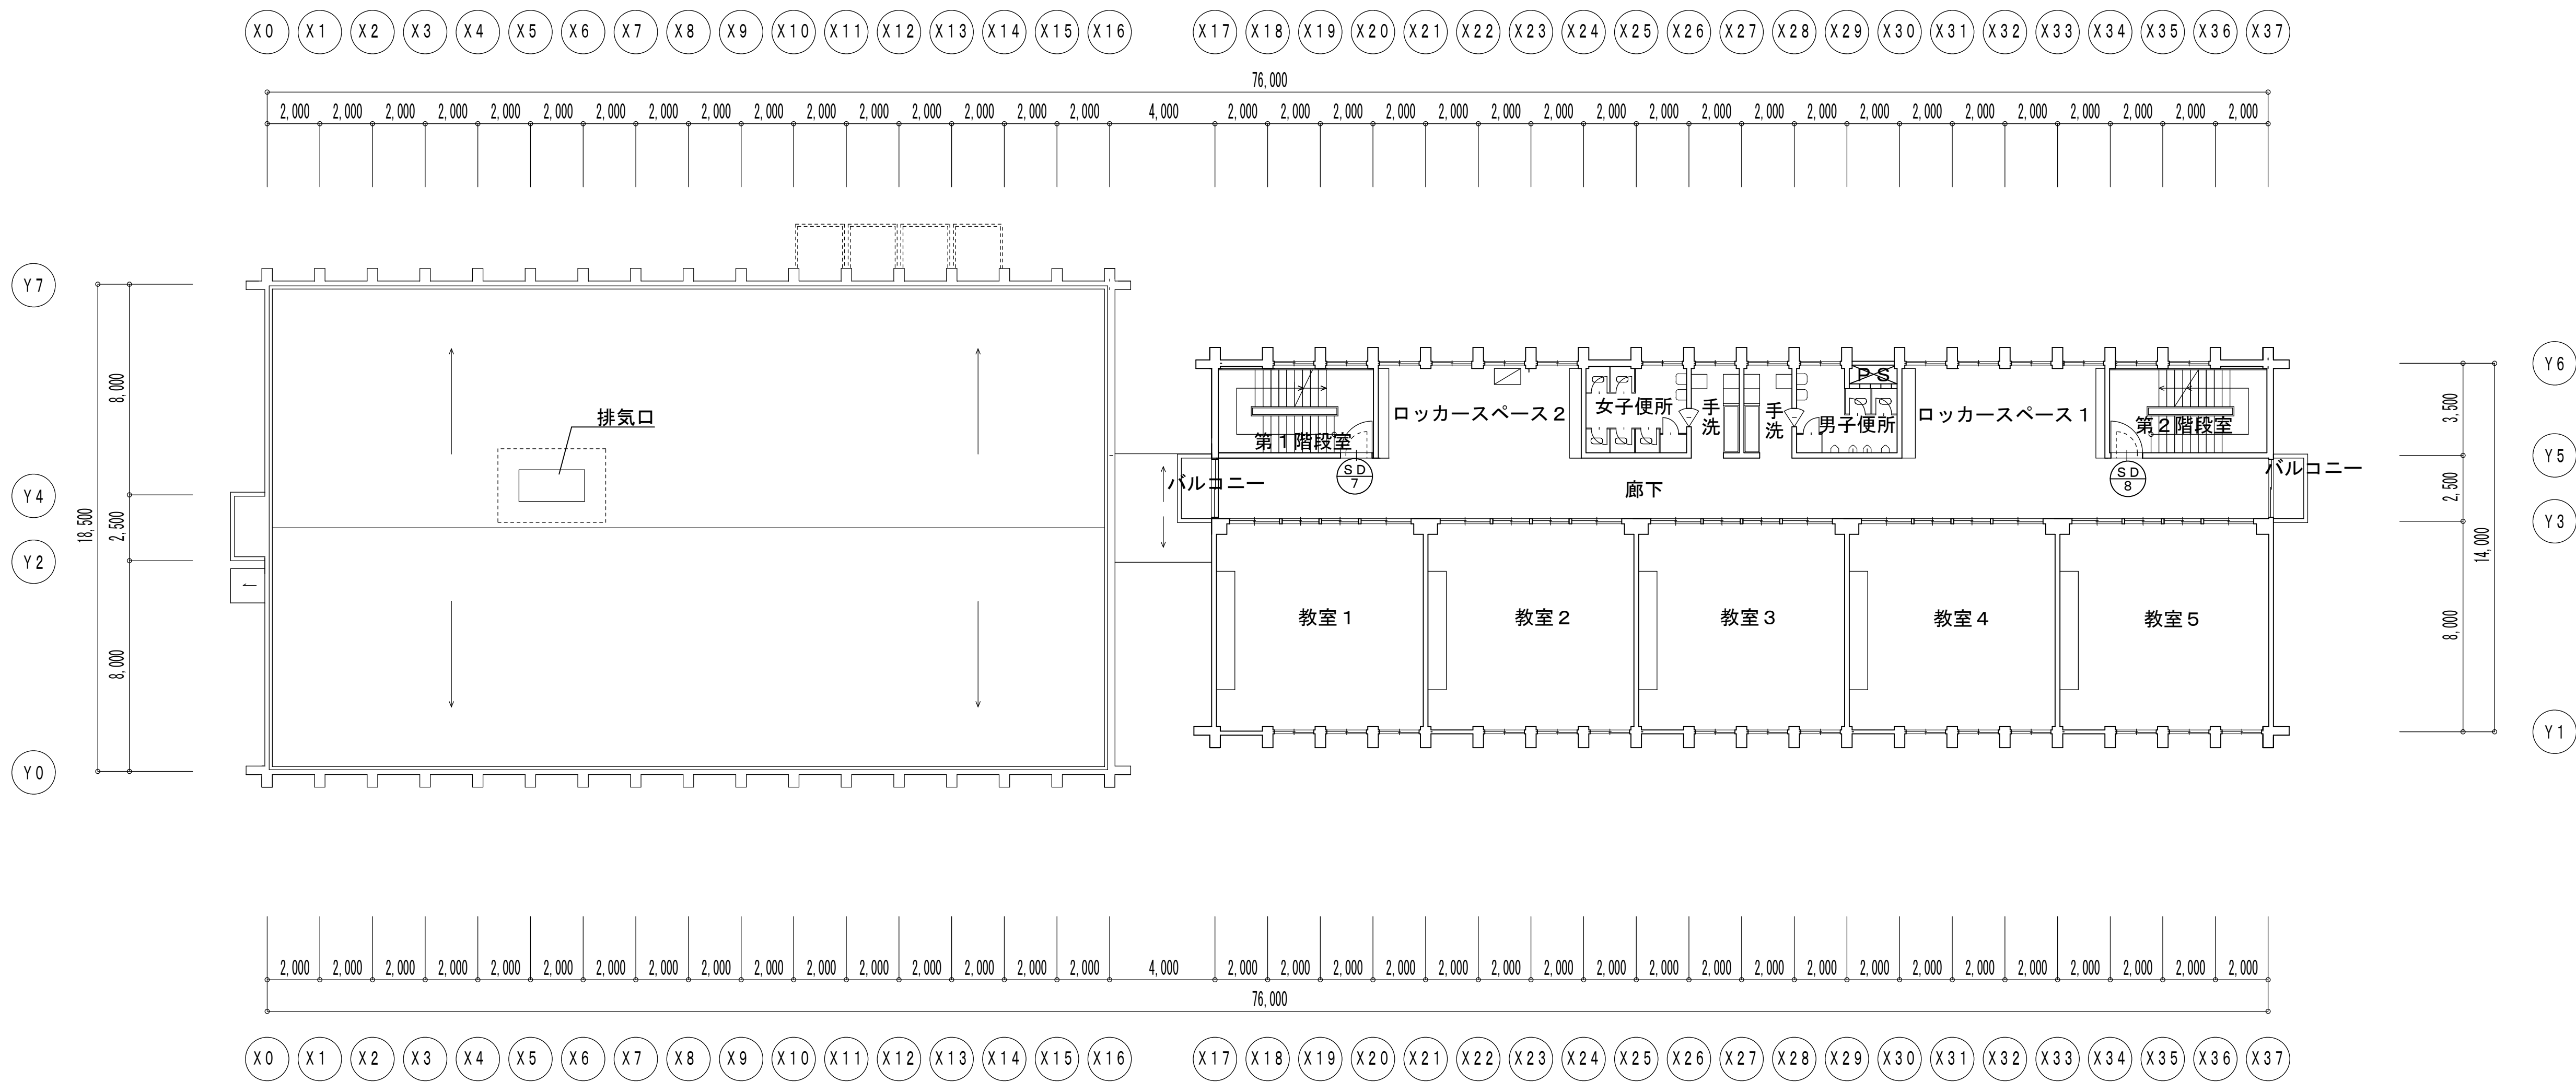 X0 X1 X2 X3 X4 X5 X6 X7 X8 X9 X10 X11 X12 X13 X14 X15 X16 X17 X18 X19 X20 X21 X22 X23 X24 X25 X26 X27 X28 X29 X30 X31 X32 X33 X34 X35 X36 X37
76,000
2,000 2,000 2,000 2,000 2,000 2,000 2,000 2,000 2,000 2,000 2,000 2,000 2,000 2,000 2,000 2,000 4,000 2,000 2,000 2,000 2,000 2,000 2,000 2,000 2,000 2,000 2,000 2,000 2,000 2,000 2,000 2,000 2,000 2,000 2,000 2,000 2,000
Y7
Y4
Y2
Y0
18,500
8,000
2,500
8,000
排気口
バルコニー
第1階段室
SD
7
ロッカースペース2
女子便所
手洗
手洗
男子便所
PS
ロッカースペース1
第2階段室
SD
8
バルコニー
廊下
教室1
教室2
教室3
教室4
教室5
3,500
2,500
8,000
14,000
Y6
Y5
Y3
Y1
2,000 2,000 2,000 2,000 2,000 2,000 2,000 2,000 2,000 2,000 2,000 2,000 2,000 2,000 2,000 2,000 4,000 2,000 2,000 2,000 2,000 2,000 2,000 2,000 2,000 2,000 2,000 2,000 2,000 2,000 2,000 2,000 2,000 2,000 2,000 2,000 2,000
76,000
X0 X1 X2 X3 X4 X5 X6 X7 X8 X9 X10 X11 X12 X13 X14 X15 X16 X17 X18 X19 X20 X21 X22 X23 X24 X25 X26 X27 X28 X29 X30 X31 X32 X33 X34 X35 X36 X37